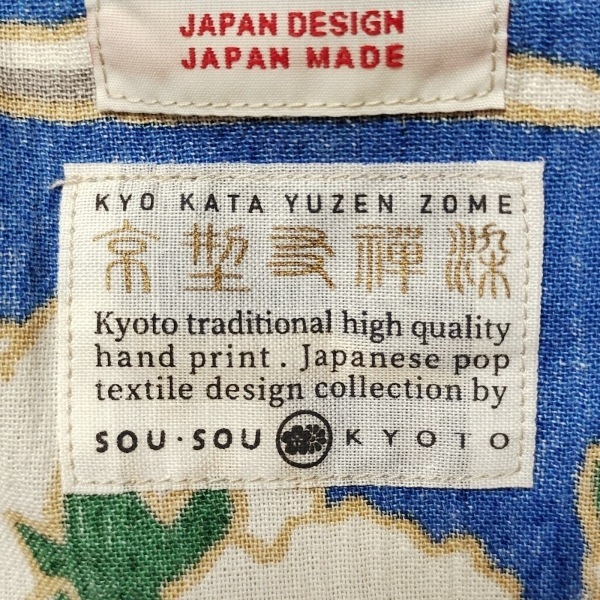 JAPAN DESIGN
JAPAN MADE
KYO KATA YUZEN ZOME
京型友禅染
Kyoto traditional high quality
hand print . Japanese pop
textile design collection by
SOU・SOU KYOTO